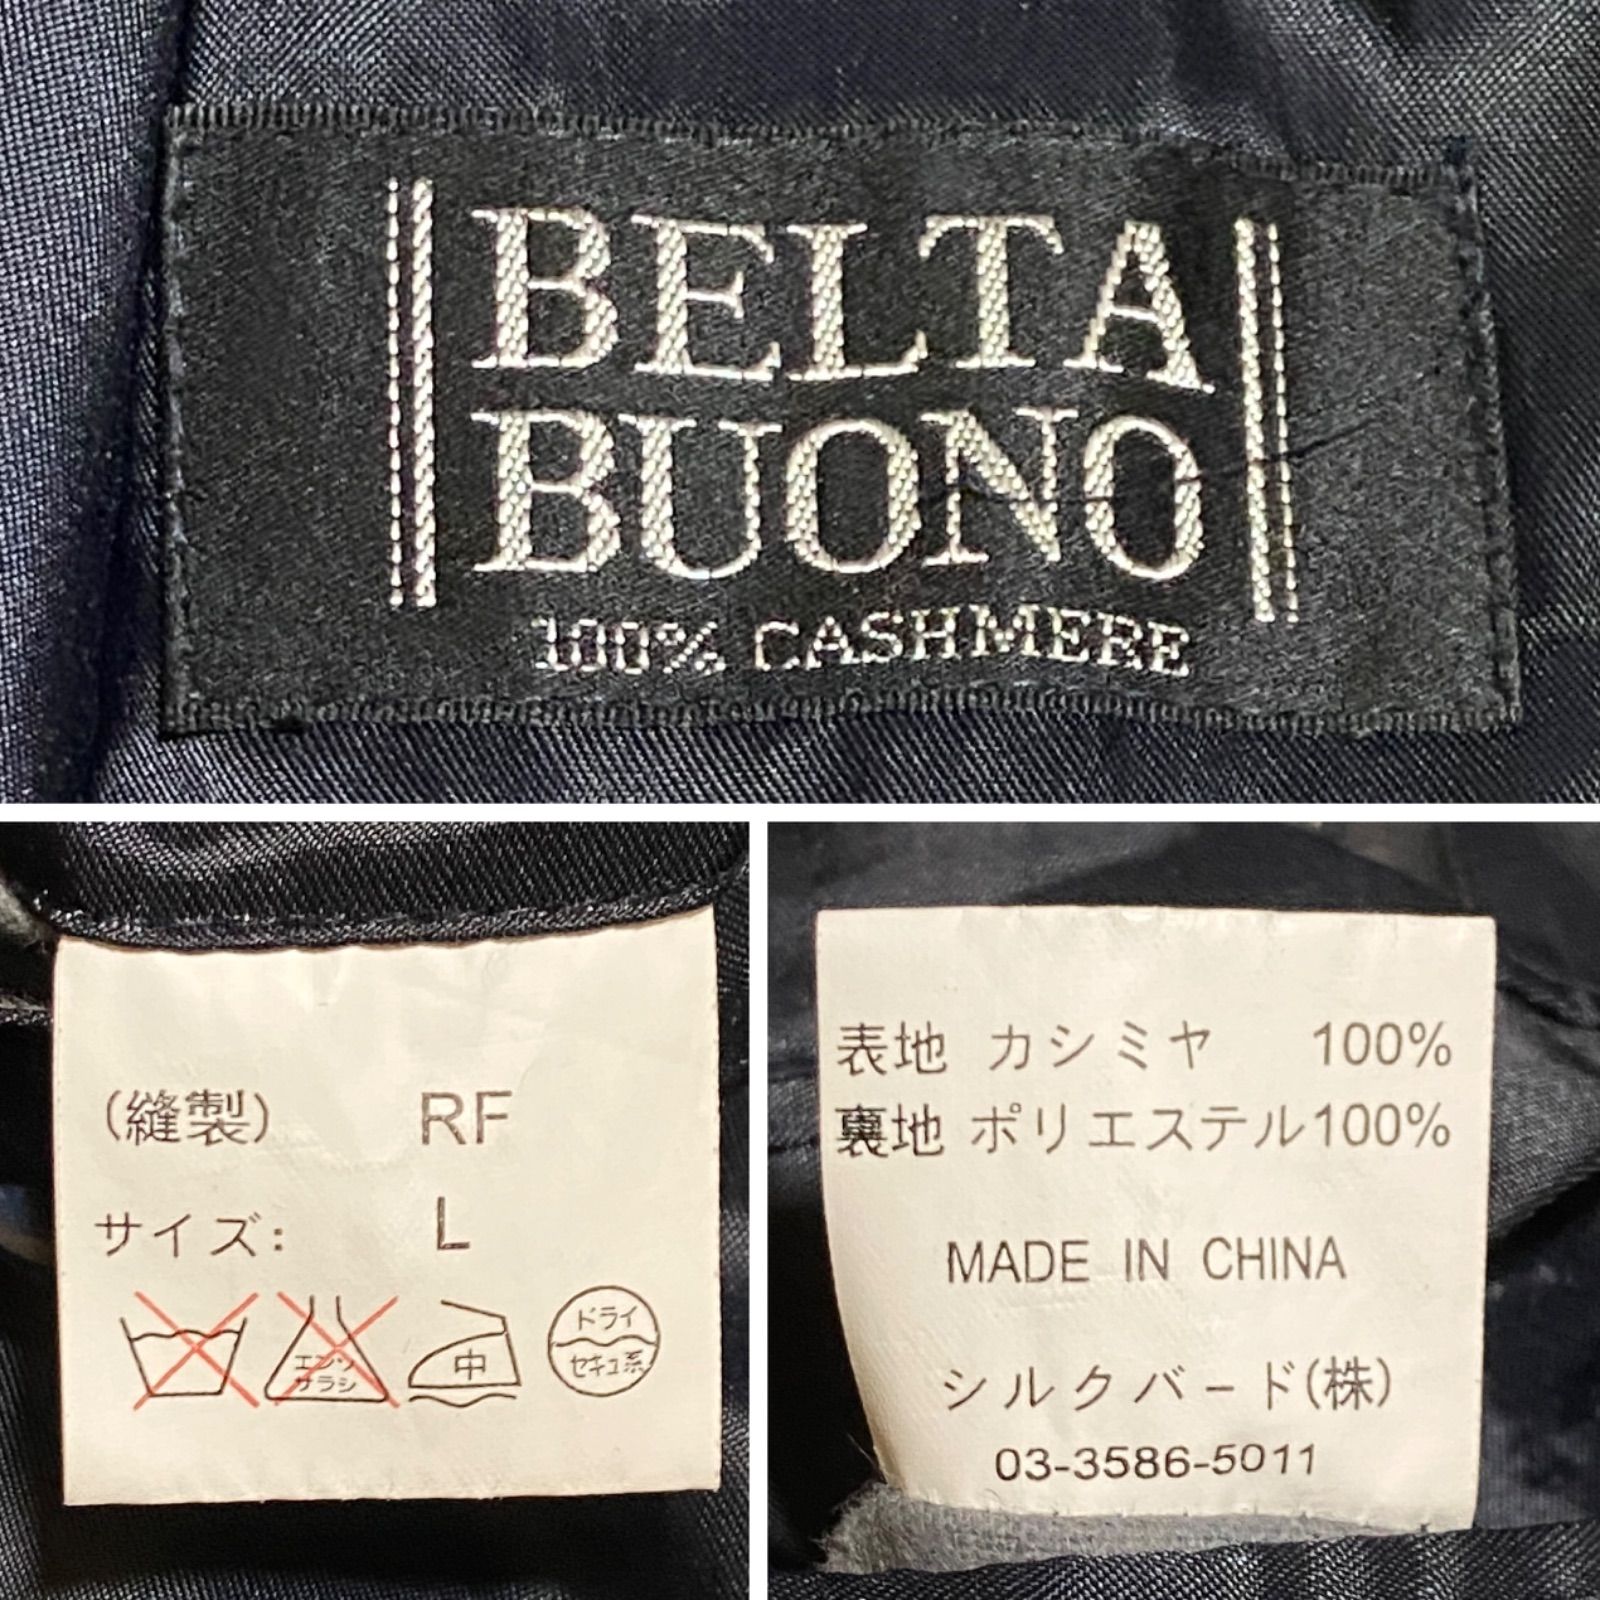 BELTA
BUONO
100% CASHMERE
(縫製) RF
サイズ: L
エンソ
サラシ
中
ドライ
セキユ系
表地 カシミヤ 100%
裏地 ポリエステル100%
MADE IN CHINA
シルクバード(株)
03-3586-5011